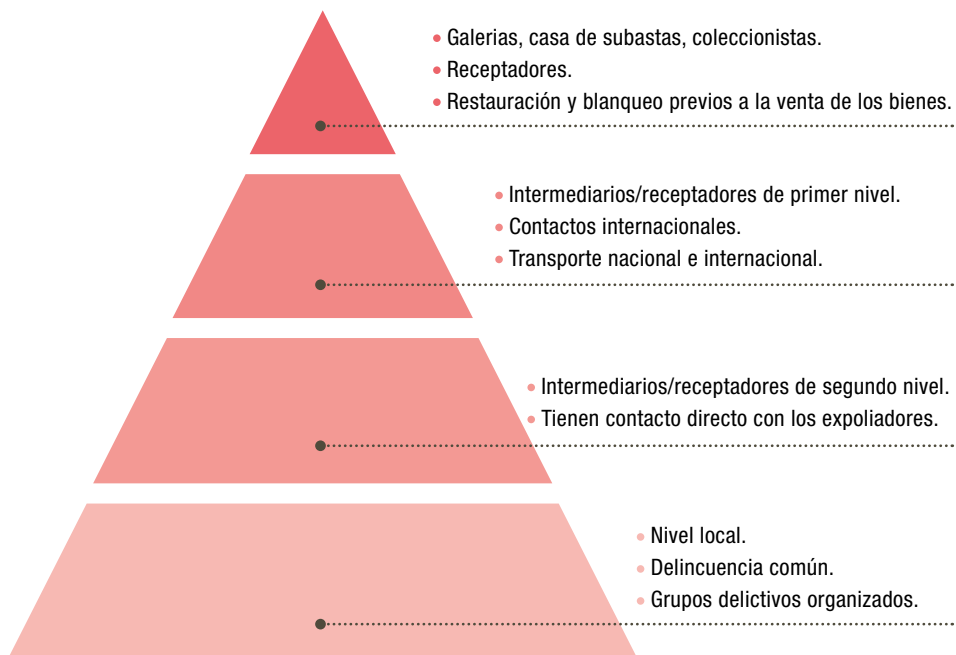 • Galerias, casa de subastas, coleccionistas.
• Receptadores.
• Restauración y blanqueo previos a la venta de los bienes.
• Intermediarios/receptadores de primer nivel.
• Contactos internacionales.
• Transporte nacional e internacional.
• Intermediarios/receptadores de segundo nivel.
• Tienen contacto directo con los expoliadores.
• Nivel local.
• Delincuencia común.
• Grupos delictivos organizados.